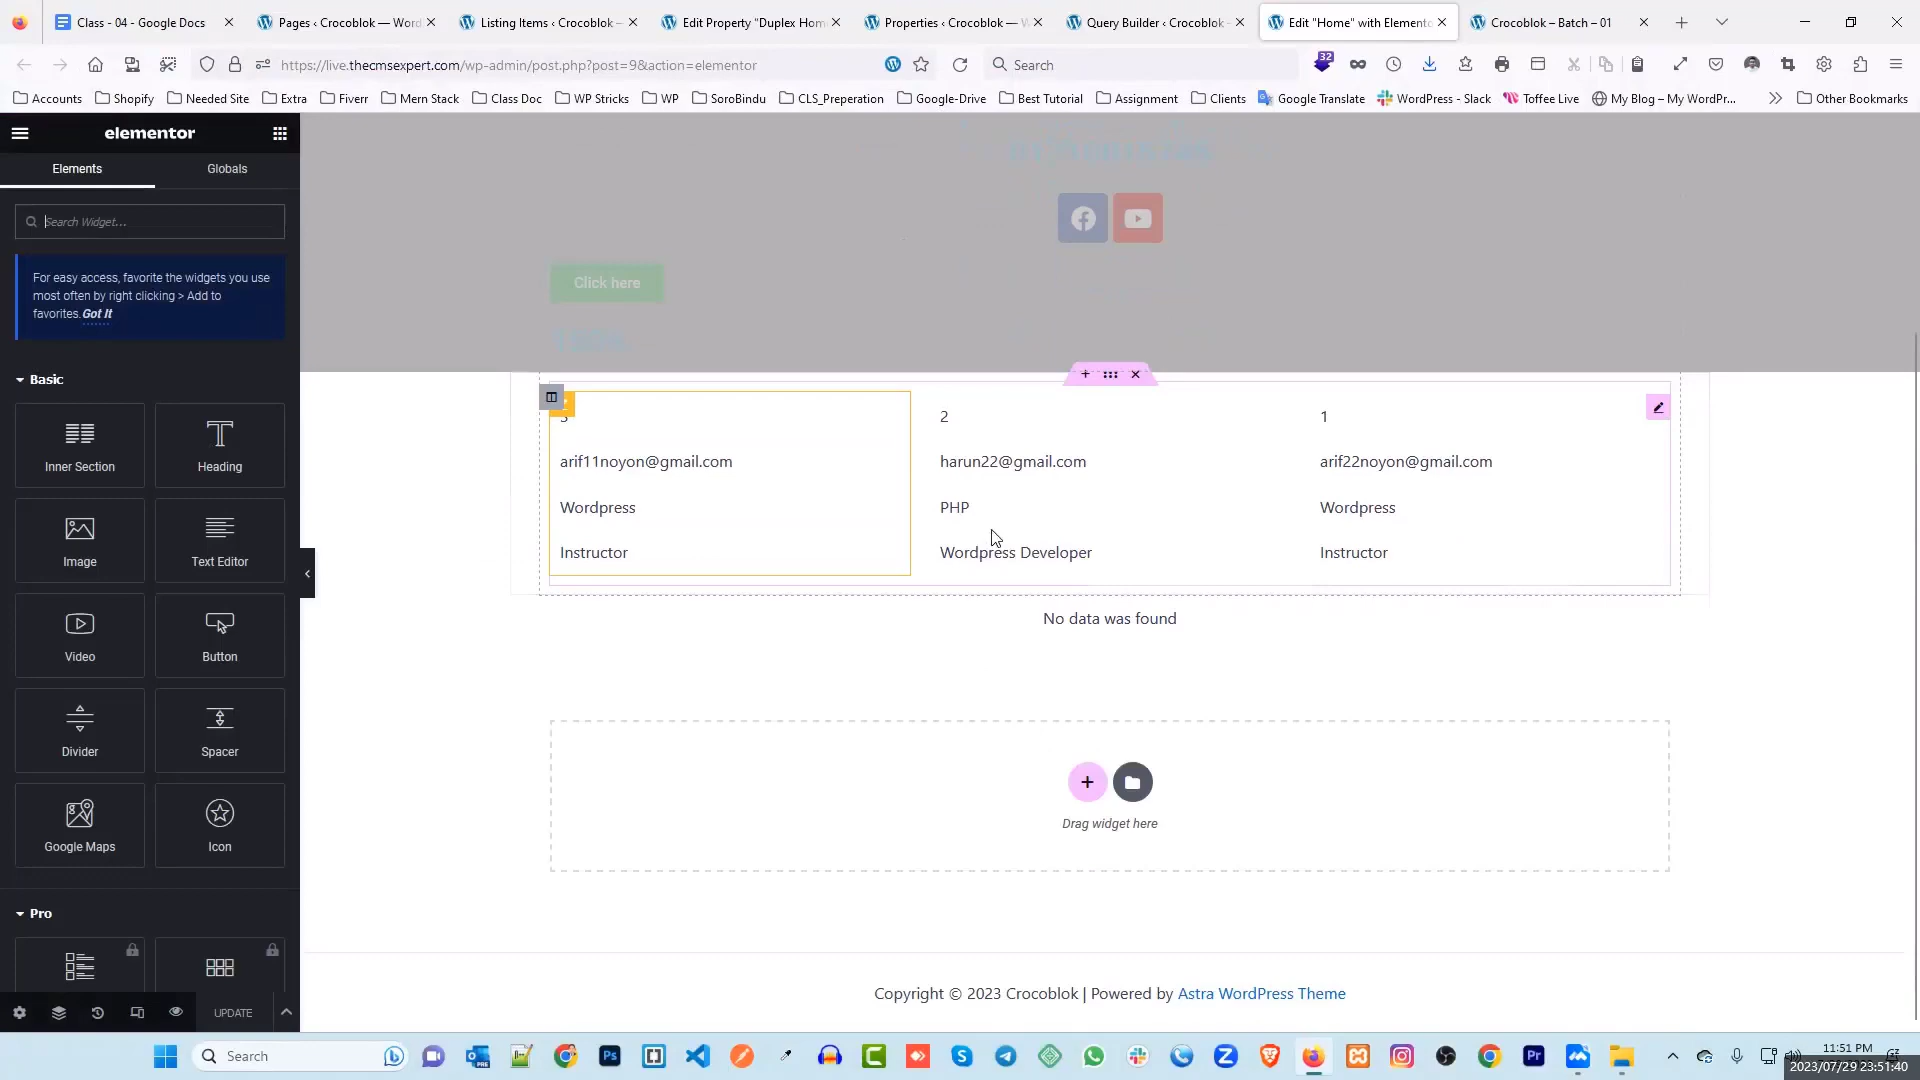 Class - 04 - Google Docs
Pages ‹ Crocoblok — Word
Listing Items ‹ Crocoblok —
Edit Property "Duplex Hom
Properties ‹ Crocoblok — W
Query Builder ‹ Crocoblok —
Edit "Home" with Elemento
Crocoblok – Batch – 01
https://live.thecmsexpert.com/wp-admin/post.php?post=9&action=elementor
Search
32
Accounts
Shopify
Needed Site
Extra
Fiverr
Mern Stack
Class Doc
WP Stricks
WP
SoroBindu
CLS_Preperation
Google-Drive
Best Tutorial
Assignment
Clients
Google Translate
WordPress - Slack
Toffee Live
My Blog – My WordPr...
Other Bookmarks
elementor
Elements
Globals
Search Widget...
For easy access, favorite the widgets you use
most often by right clicking > Add to
favorites. Got It
Basic
Inner Section
Heading
Image
Text Editor
Video
Button
Divider
Spacer
Google Maps
Icon
Pro
UPDATE
Click here
2
1
arif11noyon@gmail.com
harun22@gmail.com
arif22noyon@gmail.com
Wordpress
PHP
Wordpress
Instructor
Wordpress Developer
Instructor
No data was found
Drag widget here
Copyright © 2023 Crocoblok | Powered by Astra WordPress Theme
Search
11:51 PM
2023/07/29 23:51:40